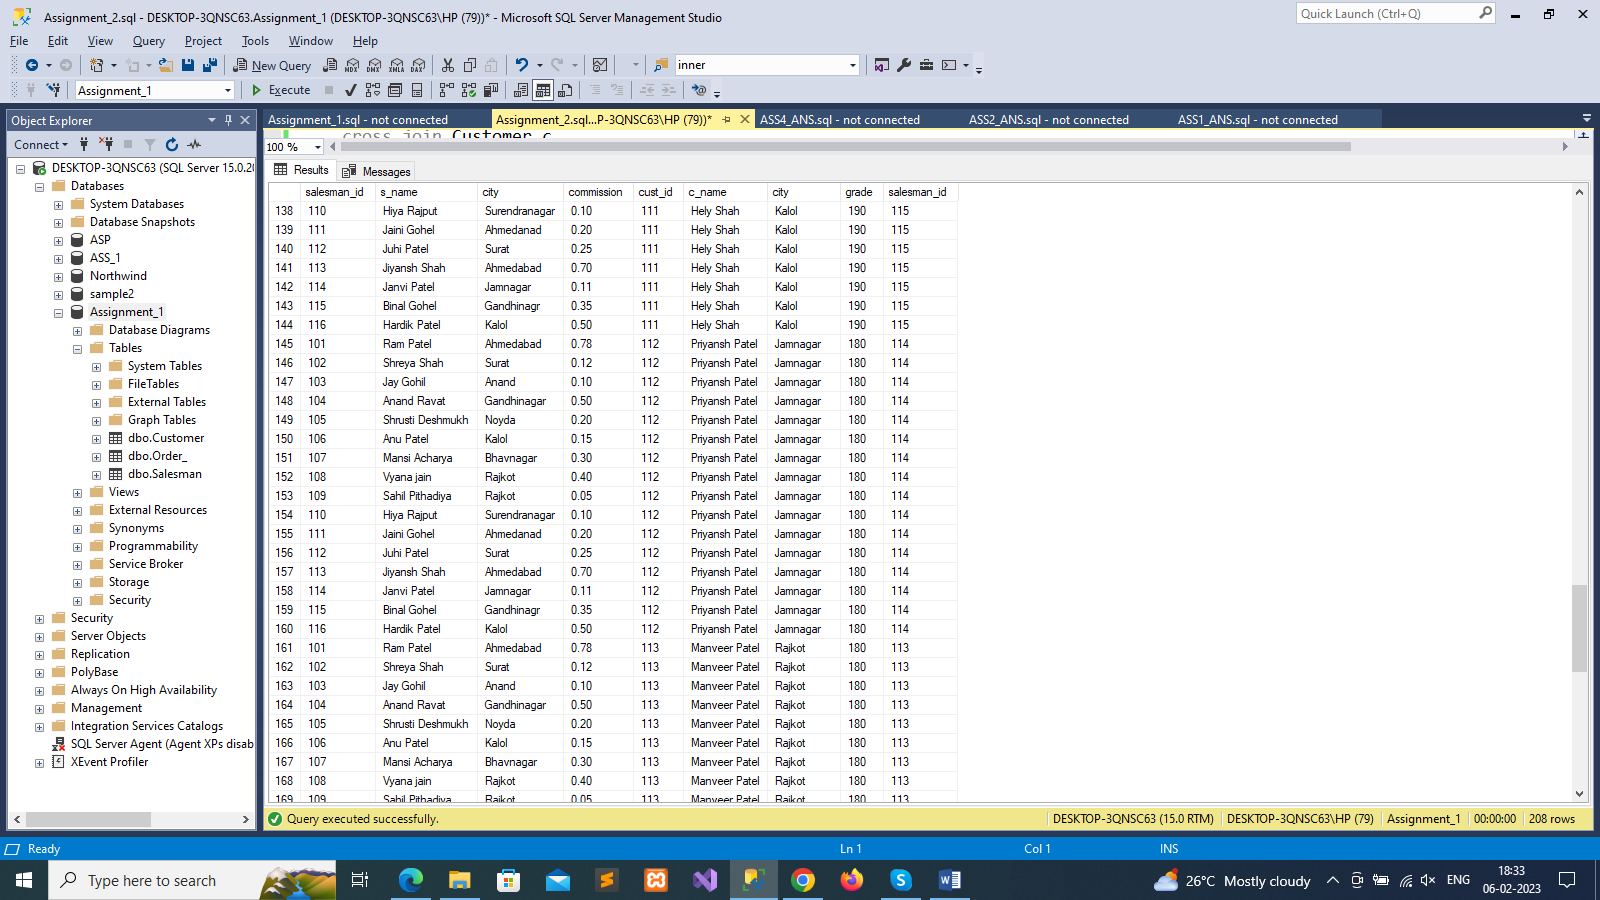 Assignment_2.sql - DESKTOP-3QNSC63.Assignment_1 (DESKTOP-3QNSC63\HP (79))* - Microsoft SQL Server Management Studio
Quick Launch (Ctrl+Q)
File Edit View Query Project Tools Window Help
New Query MDX DMX XMLA DAX inner
Assignment_1 Execute
Object Explorer
Connect
DESKTOP-3QNSC63 (SQL Server 15.0.20
Databases
System Databases
Database Snapshots
ASP
ASS_1
Northwind
sample2
Assignment_1
Database Diagrams
Tables
System Tables
FileTables
External Tables
Graph Tables
dbo.Customer
dbo.Order_
dbo.Salesman
Views
External Resources
Synonyms
Programmability
Service Broker
Storage
Security
Security
Server Objects
Replication
PolyBase
Always On High Availability
Management
Integration Services Catalogs
SQL Server Agent (Agent XPs disab
XEvent Profiler
Assignment_1.sql - not connected Assignment_2.sql...P-3QNSC63\HP (79))* ASS4_ANS.sql - not connected ASS2_ANS.sql - not connected ASS1_ANS.sql - not connected
cross join Customer c
100 %
Results Messages
salesman_id s_name city commission cust_id c_name city grade salesman_id
138 110 Hiya Rajput Surendranagar 0.10 111 Hely Shah Kalol 190 115
139 111 Jaini Gohel Ahmedanad 0.20 111 Hely Shah Kalol 190 115
140 112 Juhi Patel Surat 0.25 111 Hely Shah Kalol 190 115
141 113 Jiyansh Shah Ahmedabad 0.70 111 Hely Shah Kalol 190 115
142 114 Janvi Patel Jamnagar 0.11 111 Hely Shah Kalol 190 115
143 115 Binal Gohel Gandhinagr 0.35 111 Hely Shah Kalol 190 115
144 116 Hardik Patel Kalol 0.50 111 Hely Shah Kalol 190 115
145 101 Ram Patel Ahmedabad 0.78 112 Priyansh Patel Jamnagar 180 114
146 102 Shreya Shah Surat 0.12 112 Priyansh Patel Jamnagar 180 114
147 103 Jay Gohil Anand 0.10 112 Priyansh Patel Jamnagar 180 114
148 104 Anand Ravat Gandhinagar 0.50 112 Priyansh Patel Jamnagar 180 114
149 105 Shrusti Deshmukh Noyda 0.20 112 Priyansh Patel Jamnagar 180 114
150 106 Anu Patel Kalol 0.15 112 Priyansh Patel Jamnagar 180 114
151 107 Mansi Acharya Bhavnagar 0.30 112 Priyansh Patel Jamnagar 180 114
152 108 Vyana jain Rajkot 0.40 112 Priyansh Patel Jamnagar 180 114
153 109 Sahil Pithadiya Rajkot 0.05 112 Priyansh Patel Jamnagar 180 114
154 110 Hiya Rajput Surendranagar 0.10 112 Priyansh Patel Jamnagar 180 114
155 111 Jaini Gohel Ahmedanad 0.20 112 Priyansh Patel Jamnagar 180 114
156 112 Juhi Patel Surat 0.25 112 Priyansh Patel Jamnagar 180 114
157 113 Jiyansh Shah Ahmedabad 0.70 112 Priyansh Patel Jamnagar 180 114
158 114 Janvi Patel Jamnagar 0.11 112 Priyansh Patel Jamnagar 180 114
159 115 Binal Gohel Gandhinagr 0.35 112 Priyansh Patel Jamnagar 180 114
160 116 Hardik Patel Kalol 0.50 112 Priyansh Patel Jamnagar 180 114
161 101 Ram Patel Ahmedabad 0.78 113 Manveer Patel Rajkot 180 113
162 102 Shreya Shah Surat 0.12 113 Manveer Patel Rajkot 180 113
163 103 Jay Gohil Anand 0.10 113 Manveer Patel Rajkot 180 113
164 104 Anand Ravat Gandhinagar 0.50 113 Manveer Patel Rajkot 180 113
165 105 Shrusti Deshmukh Noyda 0.20 113 Manveer Patel Rajkot 180 113
166 106 Anu Patel Kalol 0.15 113 Manveer Patel Rajkot 180 113
167 107 Mansi Acharya Bhavnagar 0.30 113 Manveer Patel Rajkot 180 113
168 108 Vyana jain Rajkot 0.40 113 Manveer Patel Rajkot 180 113
169 109 Sahil Pithadiya Rajkot 0.05 113 Manveer Patel Rajkot 180 113
Query executed successfully. DESKTOP-3QNSC63 (15.0 RTM) DESKTOP-3QNSC63\HP (79) Assignment_1 00:00:00 208 rows
Ready Ln 1 Col 1 INS
Type here to search
26°C Mostly cloudy ENG
18:33
06-02-2023